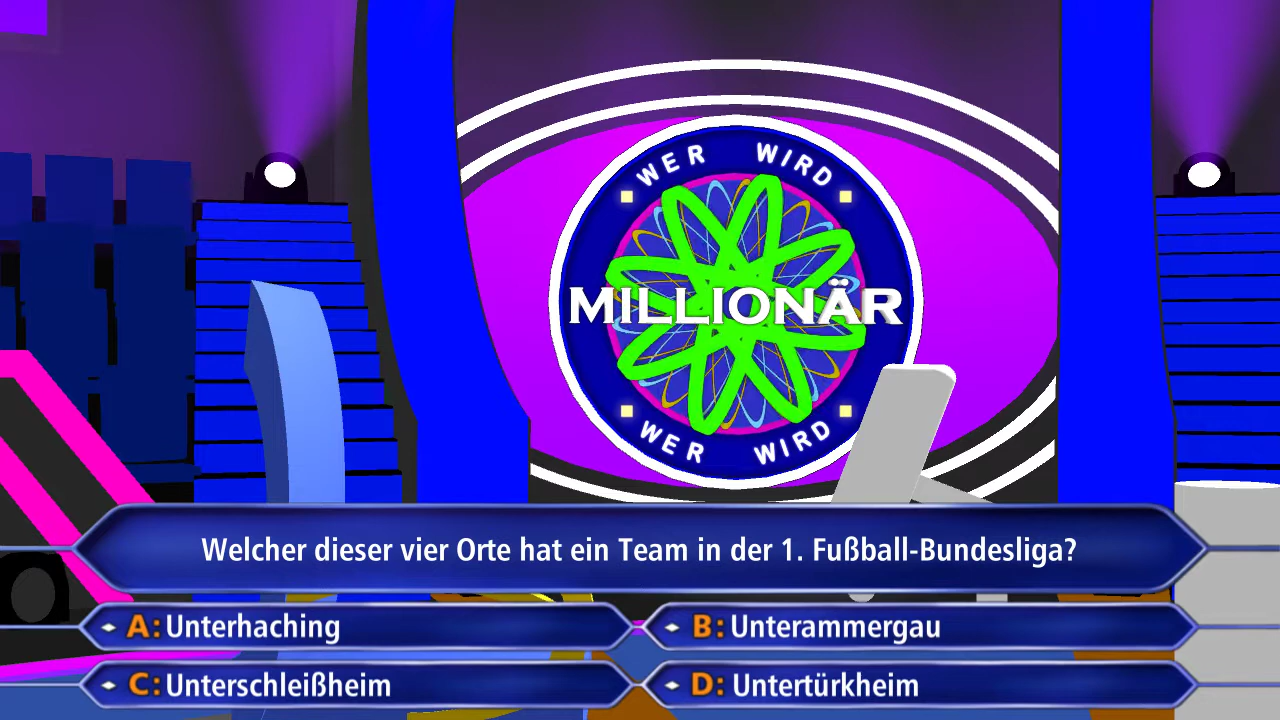 WER WIRD
MILLIONÄR
WER WIRD
Welcher dieser vier Orte hat ein Team in der 1. Fußball-Bundesliga?
A: Unterhaching
B: Unterammergau
C: Unterschleißheim
D: Untertürkheim